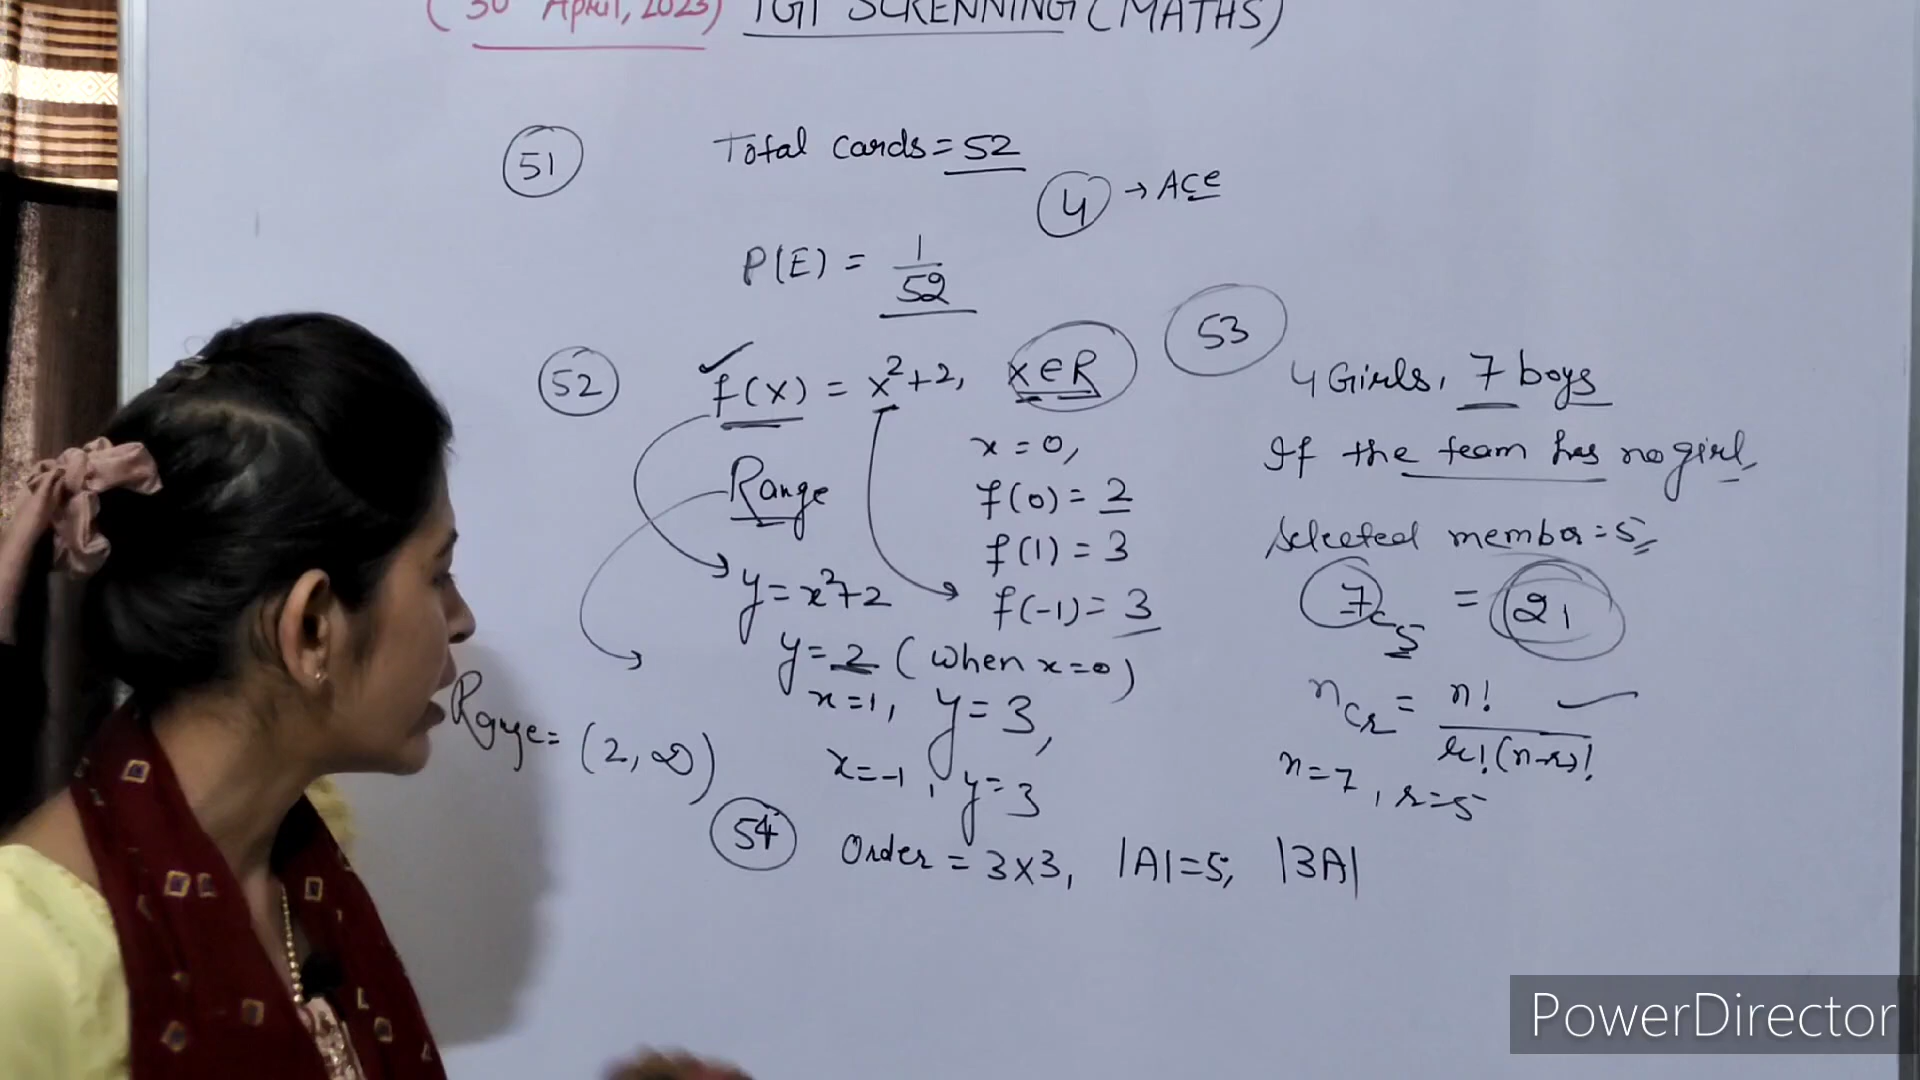 (30 April, 2023) TGT SCREENNING (MATHS)
51
Total cards = 52
4 → Ace
P(E) = 1/52
52
f(x) = x²+2, x∈R
Range
x = 0,
f(0) = 2
f(1) = 3
f(-1) = 3
y = x²+2
y = 2 (when x=0)
x=1, y=3,
x=-1, y=3
Range = (2, ∞)
53
4 Girls, 7 boys
If the team has no girl,
Selected member = 5
7c5 = 21
ncr = n!/r!(n-r)!
n=7, r=5
54
Order = 3x3, |A|=5, |3A|
PowerDirector